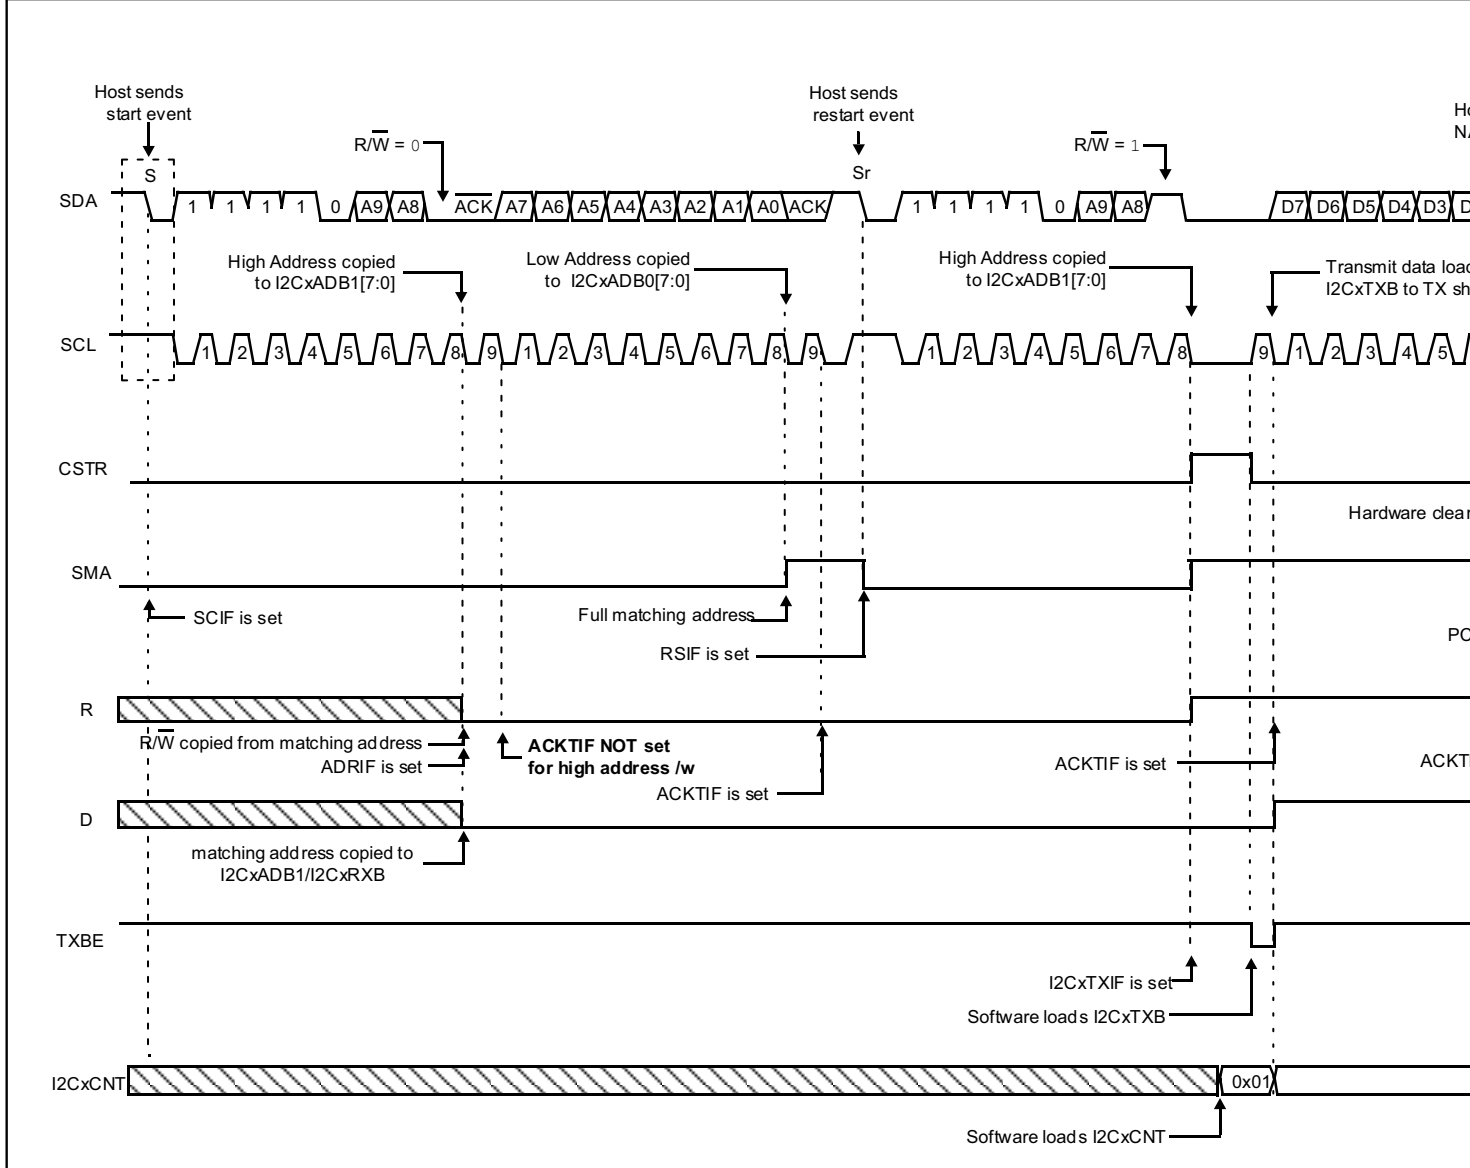 Host sends
start event
Host sends
restart event
R/W̅ = 0
R/W̅ = 1
S
Sr
SDA
1 1 1 1 0 A9 A8 A̅C̅K̅ A7 A6 A5 A4 A3 A2 A1 A0 ACK 1 1 1 1 0 A9 A8 D7 D6 D5 D4 D3
High Address copied
to I2CxADB1[7:0]
Low Address copied
to I2CxADB0[7:0]
High Address copied
to I2CxADB1[7:0]
Transmit data
I2CxTXB to TX
SCL
1 2 3 4 5 6 7 8 9 1 2 3 4 5 6 7 8 9 1 2 3 4 5 6 7 8 9 1 2 3 4 5
CSTR
Hardware
SMA
SCIF is set
Full matching address
RSIF is set
R
R/W̅ copied from matching address
ADRIF is set
ACKTIF NOT set
for high address /w
ACKTIF is set
ACKTIF is set
D
matching address copied to
I2CxADB1/I2CxRXB
TXBE
I2CxTXIF is set
Software loads I2CxTXB
I2CxCNT
0x01
Software loads I2CxCNT